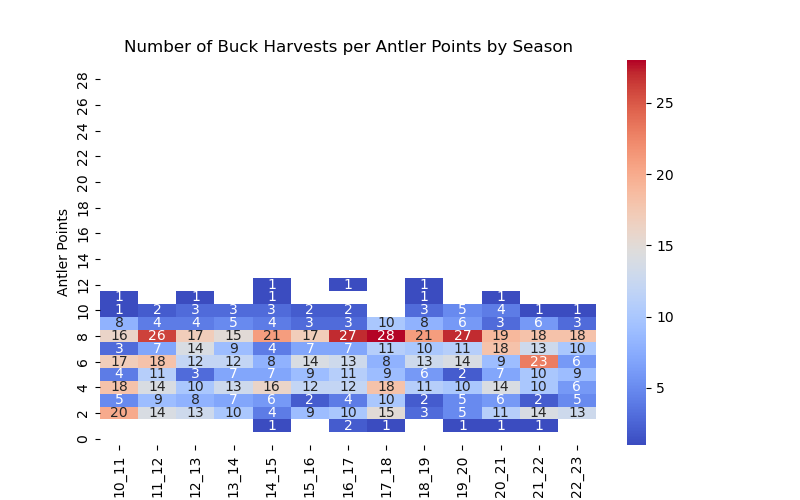 Number of Buck Harvests per Antler Points by Season
Antler Points
28
26
24
22
20
18
16
14
12 1 1 1
1 1 1 1 1
10 1 2 3 3 3 2 2 3 5 4 1 1
8 4 4 5 4 3 3 10 8 6 3 6 3
8 16 26 17 15 21 17 27 28 21 27 19 18 18
3 7 14 9 4 7 7 11 10 11 18 13 10
6 17 18 12 12 8 14 13 8 13 14 9 23 6
4 11 3 7 7 9 11 9 6 2 7 10 9
4 18 14 10 13 16 12 12 18 11 10 14 10 6
5 9 8 7 6 2 4 10 2 5 6 2 5
2 20 14 13 10 4 9 10 15 3 5 11 14 13
1 2 1 1 1 1
0
10_11 11_12 12_13 13_14 14_15 15_16 16_17 17_18 18_19 19_20 20_21 21_22 22_23
25
20
15
10
5